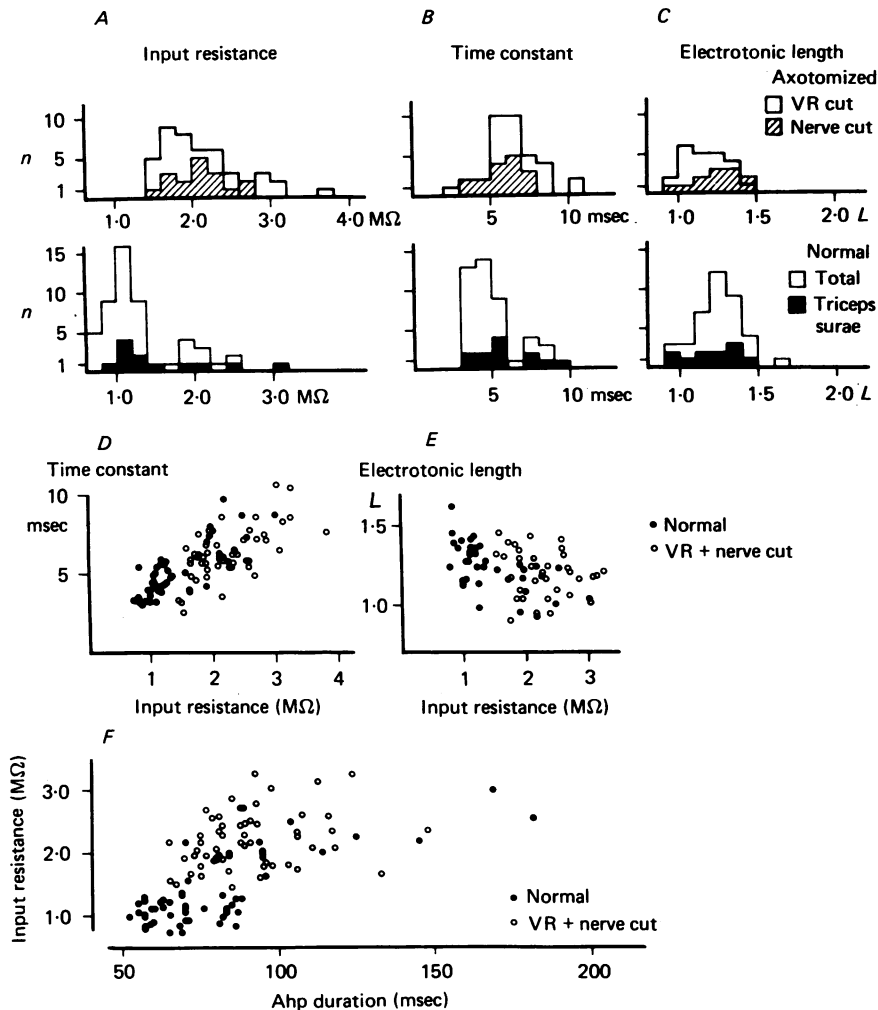 A
B
C
Input resistance
Time constant
Electrotonic length
Axotomized
VR cut
Nerve cut
n
10
5
1
1·0
2·0
3·0
4·0 MΩ
5
10 msec
1·0
1·5
2·0 L
Normal
Total
Triceps
surae
n
15
10
5
1
1·0
2·0
3·0 MΩ
5
10 msec
1·0
1·5
2·0 L
D
Time constant
msec
10
5
1
2
3
4
Input resistance (MΩ)
E
Electrotonic length
L
1·5
1·0
1
2
3
Input resistance (MΩ)
Normal
VR + nerve cut
F
Input resistance (MΩ)
3·0
2·0
1·0
Normal
VR + nerve cut
50
100
150
200
Ahp duration (msec)